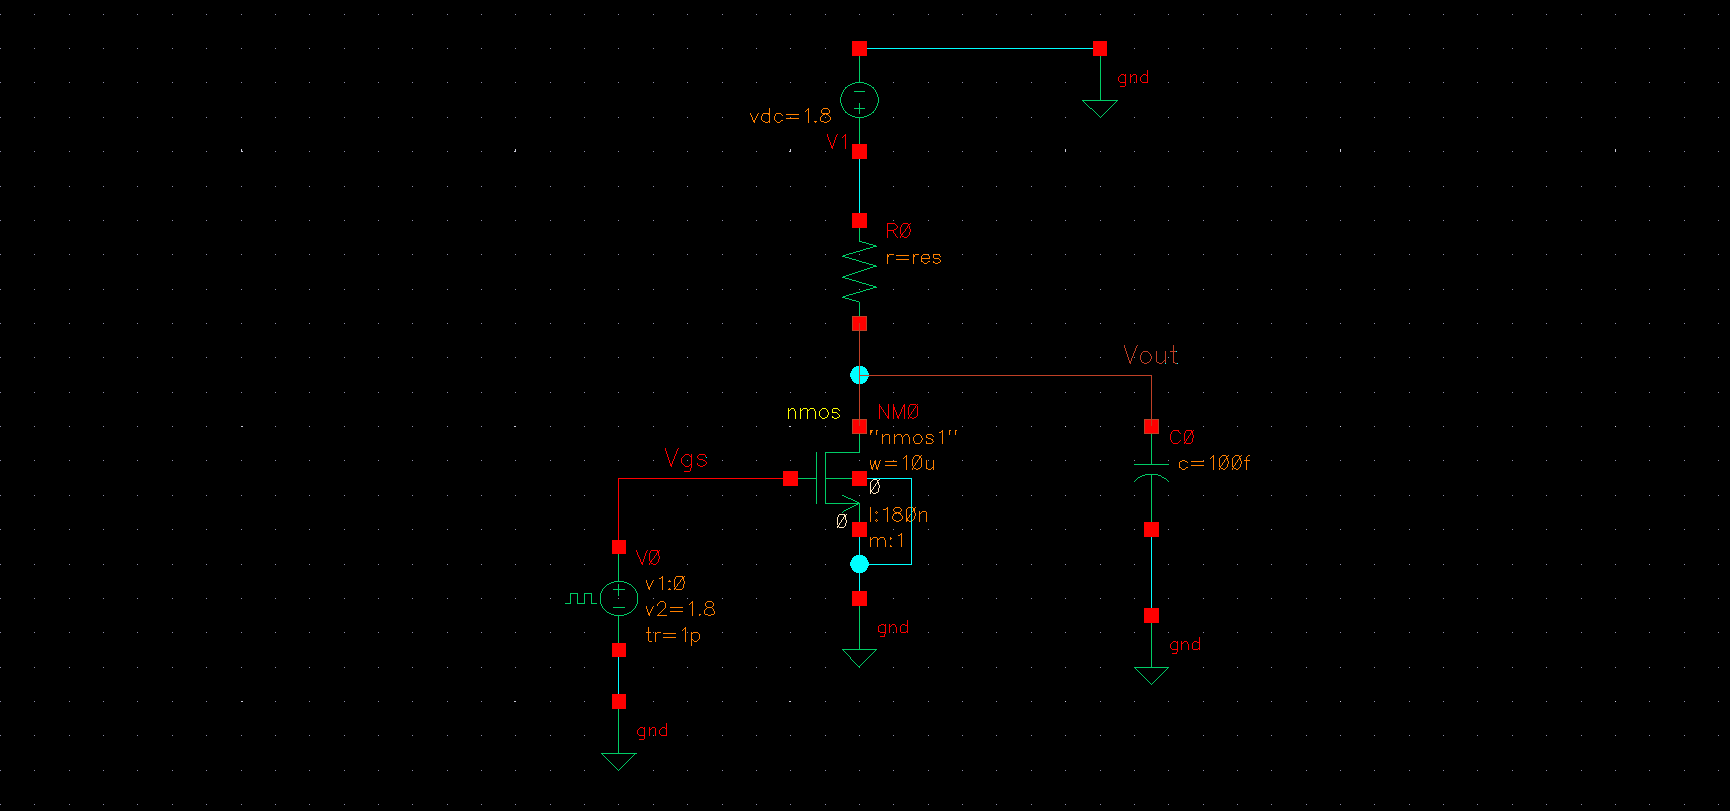 gnd
vdc=1.8
V1
R0
r=res
Vout
nmos
NM0
"nmos1"
w=10u
0
l:180n
0
m:1
C0
c=100f
Vgs
V0
v1:0
v2=1.8
tr=1p
gnd
gnd
gnd